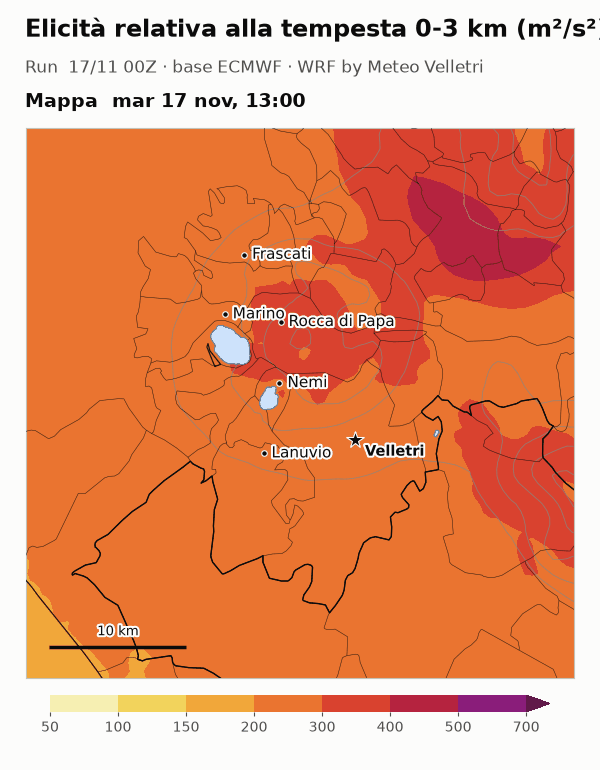 Elicità relativa alla tempesta 0-3 km (m²/s²)
Run 17/11 00Z · base ECMWF · WRF by Meteo Velletri
Mappa mar 17 nov, 13:00
Frascati
Marino
Rocca di Papa
Nemi
Velletri
Lanuvio
10 km
50 100 150 200 300 400 500 700